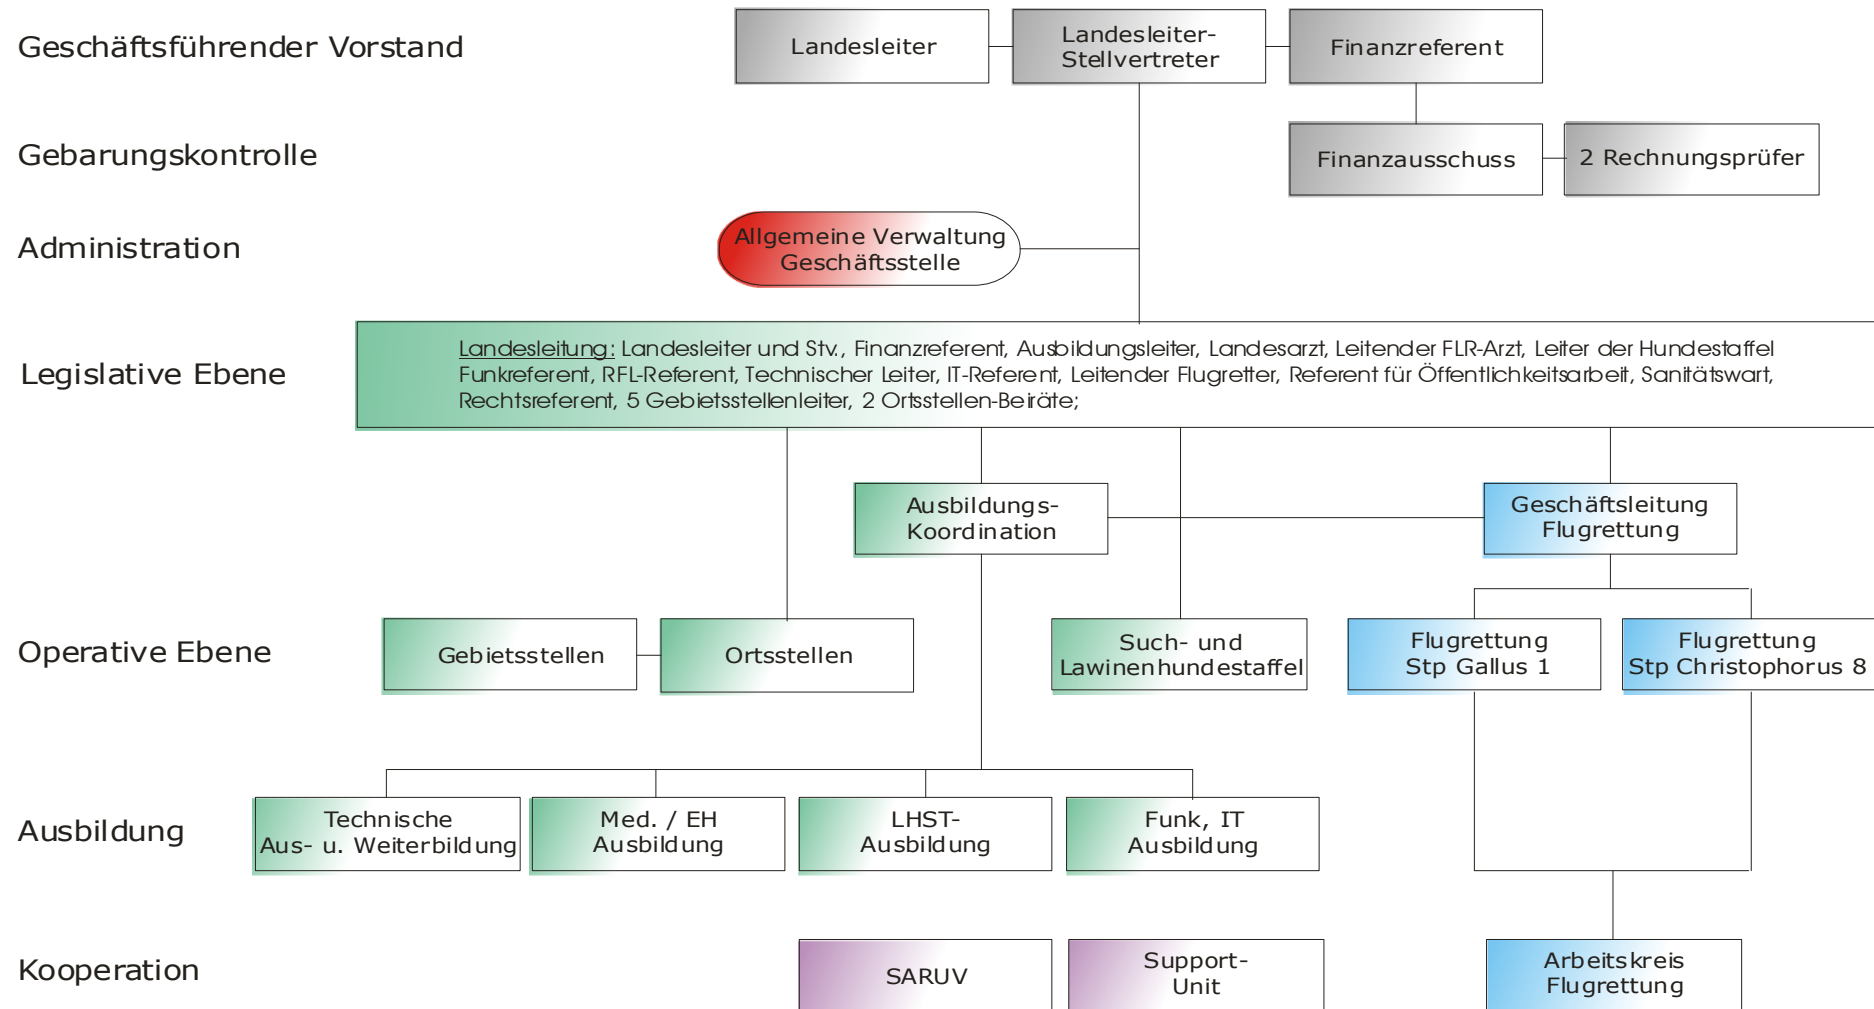 Geschäftsführender Vorstand
Landesleiter
Landesleiter-
Stellvertreter
Finanzreferent
Gebarungskontrolle
Finanzausschuss
2 Rechnungsprüfer
Administration
Allgemeine Verwaltung
Geschäftsstelle
Legislative Ebene
Landesleitung: Landesleiter und Stv., Finanzreferent, Ausbildungsleiter, Landesarzt, Leitender FLR-Arzt, Leiter der Hundestaffel
Funkreferent, RFL-Referent, Technischer Leiter, IT-Referent, Leitender Flugretter, Referent für Öffentlichkeitsarbeit, Sanitätswart,
Rechtsreferent, 5 Gebietsstellenleiter, 2 Ortsstellen-Beiräte;
Ausbildungs-
Koordination
Geschäftsleitung
Flugrettung
Operative Ebene
Gebietsstellen
Ortsstellen
Such- und
Lawinenhundestaffel
Flugrettung
Stp Gallus 1
Flugrettung
Stp Christophorus 8
Ausbildung
Technische
Aus- u. Weiterbildung
Med. / EH
Ausbildung
LHST-
Ausbildung
Funk, IT
Ausbildung
Kooperation
SARUV
Support-
Unit
Arbeitskreis
Flugrettung